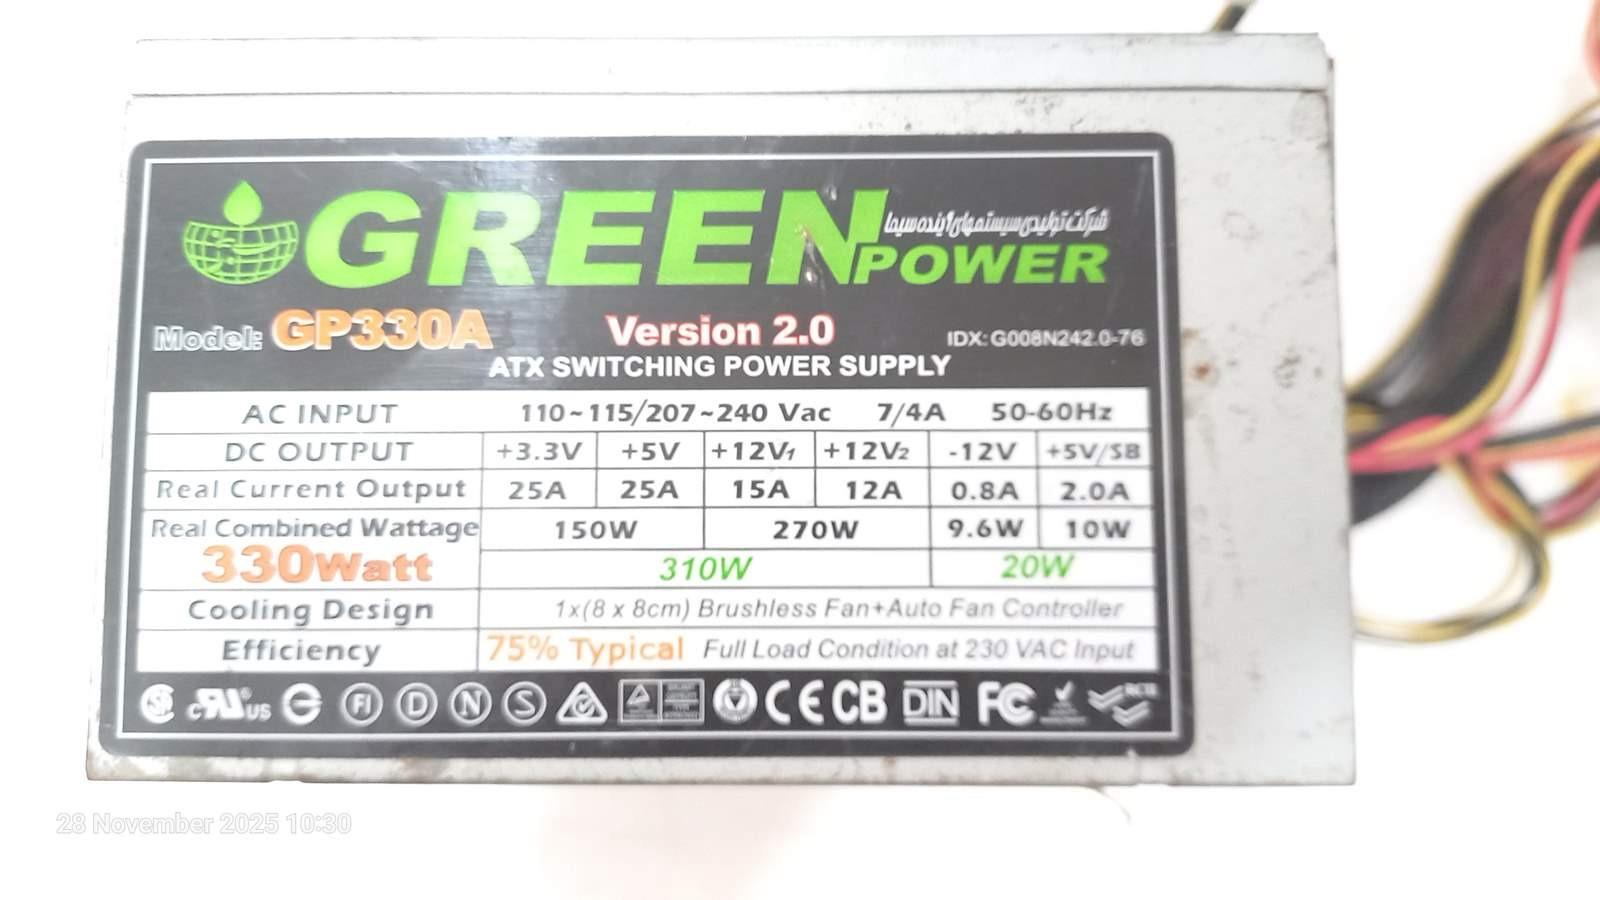 GREEN
شرکت تولیدی سیستمهای آینده سیما
POWER
Model: GP330A Version 2.0 IDX: G008N242.0-76
ATX SWITCHING POWER SUPPLY
AC INPUT 110~115/207~240 Vac 7/4A 50-60Hz
DC OUTPUT +3.3V +5V +12V1 +12V2 -12V +5V/SB
Real Current Output 25A 25A 15A 12A 0.8A 2.0A
Real Combined Wattage 150W 270W 9.6W 10W
330Watt 310W 20W
Cooling Design 1x(8 x 8cm) Brushless Fan+Auto Fan Controller
Efficiency 75% Typical Full Load Condition at 230 VAC Input
c US FI D N S CE CB DIN FC
28 November 2025 10:30